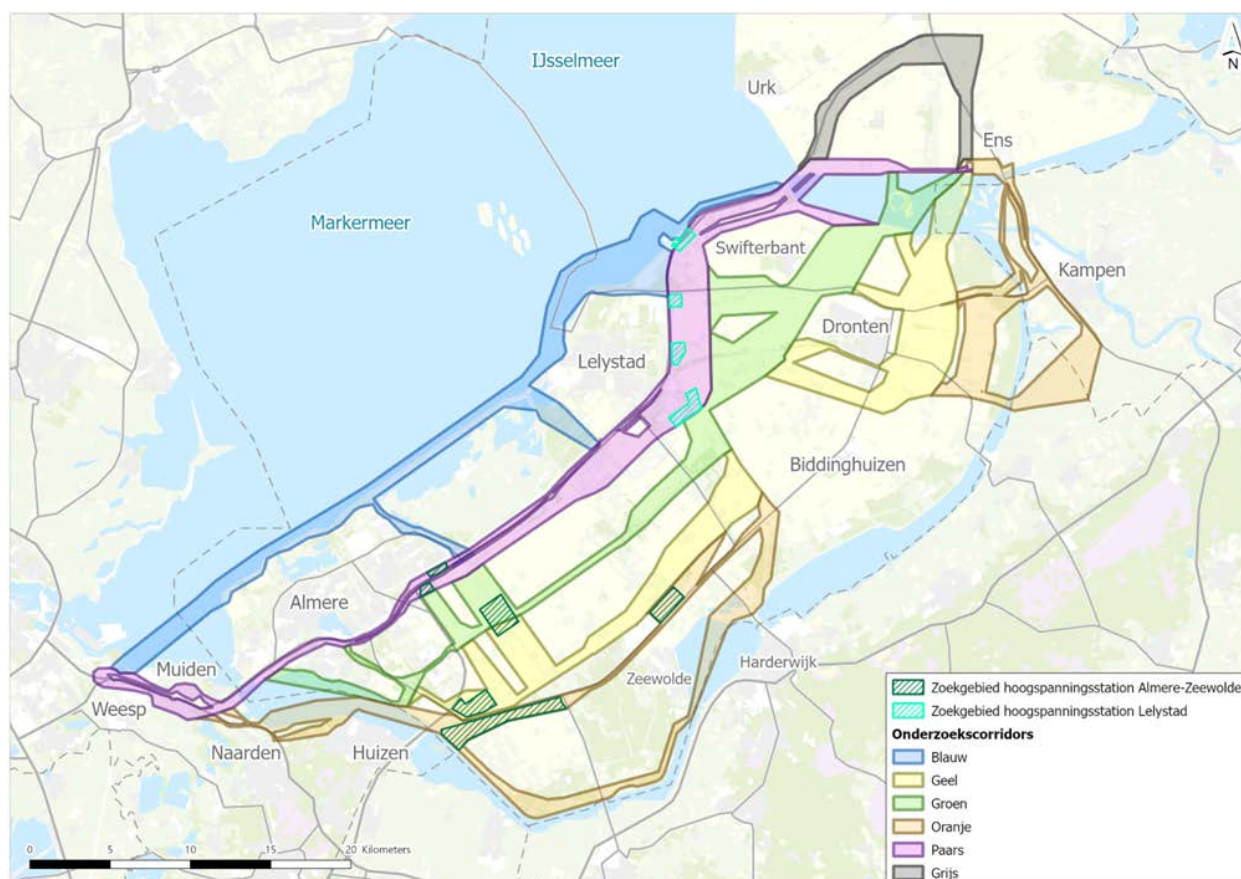 IJsselmeer
Urk
N
Ens
Markermeer
Swifterbant
Kampen
Dronten
Lelystad
Biddinghuizen
Almere
Muiden
Zeewolde
Harderwijk
Weesp
Naarden
Huizen
Zoekgebied hoogspanningsstation Almere-Zeewolde
Zoekgebied hoogspanningsstation Lelystad
Onderzoekscorridors
Blauw
Geel
Groen
Oranje
Paars
Grijs
0 5 10 15 20 Kilometers